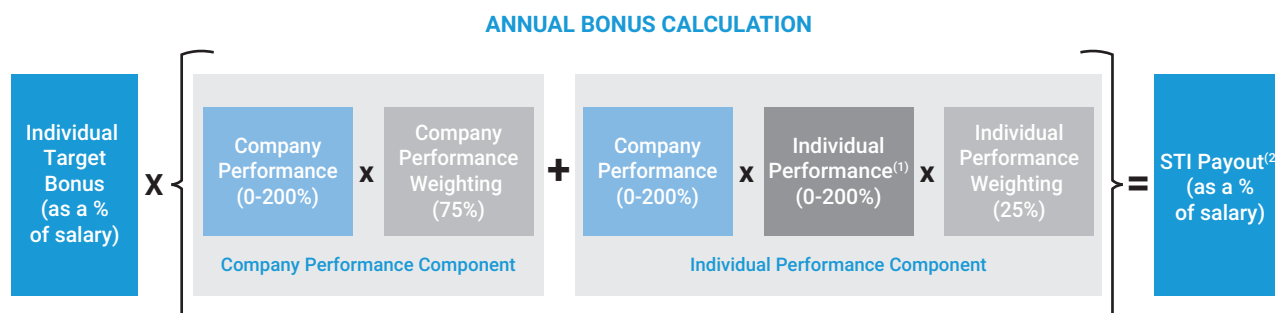 ANNUAL BONUS CALCULATION
Individual
Target
Bonus
(as a %
of salary)
x
{
Company
Performance
(0-200%)
x
Company
Performance
Weighting
(75%)
Company Performance Component
+
Company
Performance
(0-200%)
x
Individual
Performance(1)
(0-200%)
x
Individual
Performance
Weighting
(25%)
Individual Performance Component
}
=
STI Payout(2
(as a %
of salary)